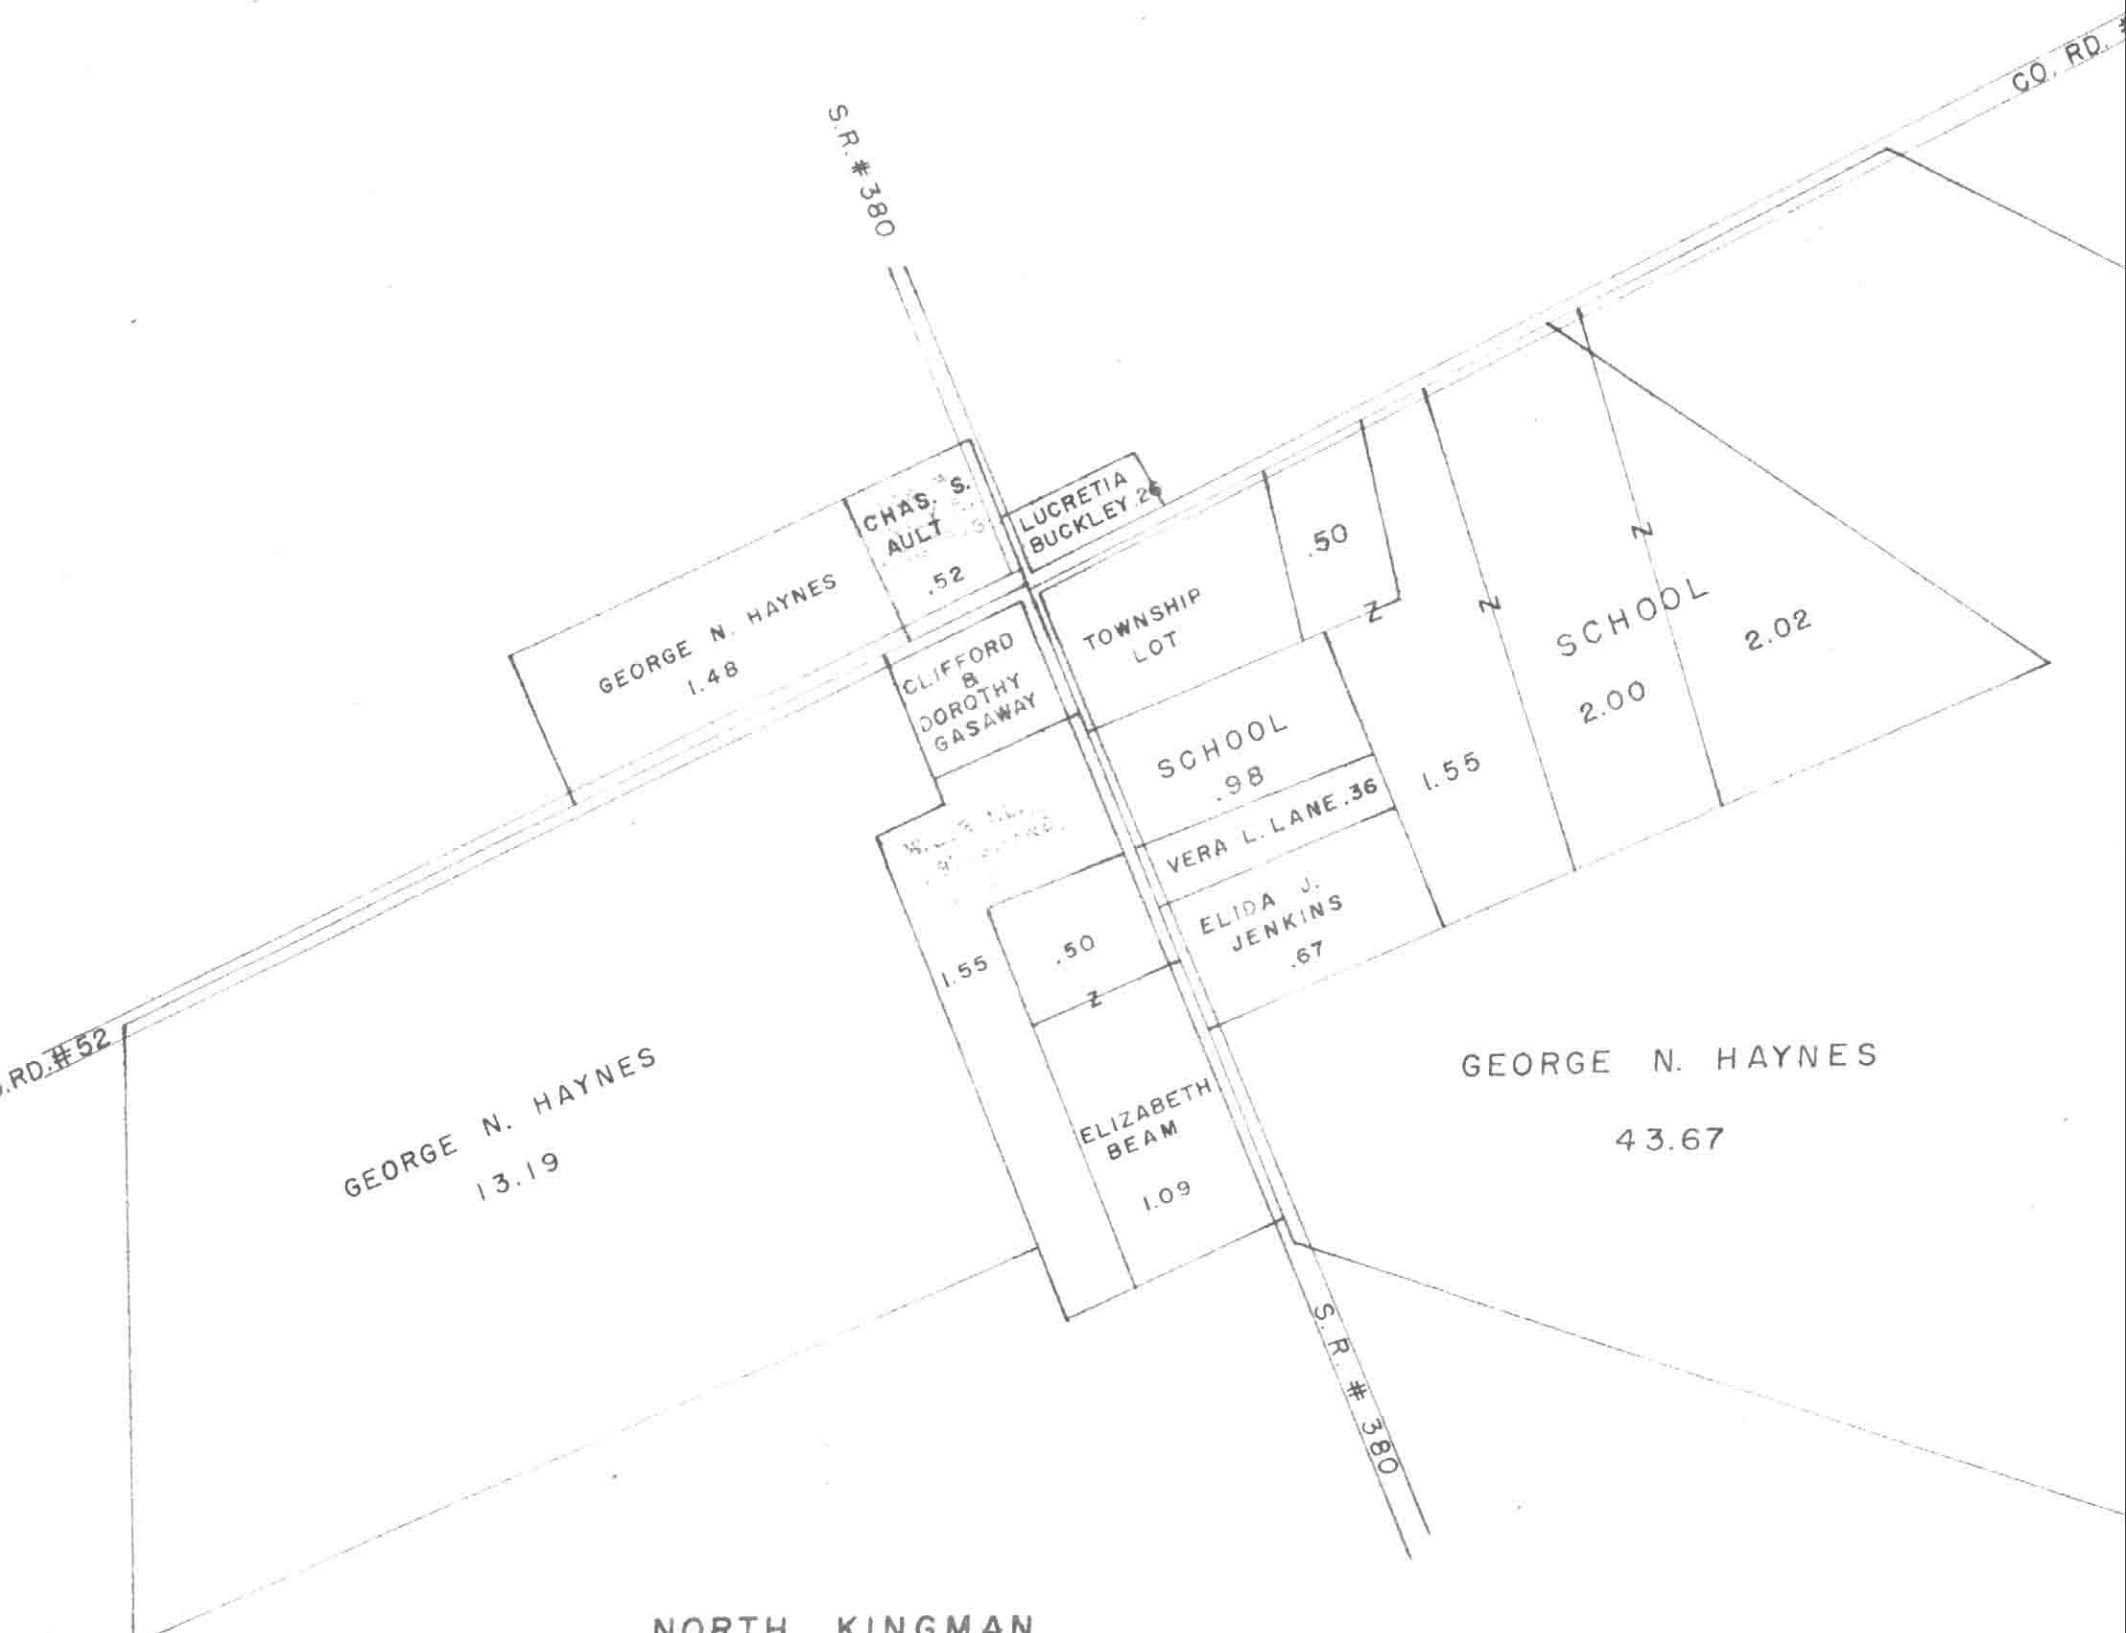 CO. RD. #
S.R. # 380
CHAS. S.
AULT
.52
LUCRETIA
BUCKLEY .26
GEORGE N. HAYNES
1.48
TOWNSHIP
LOT
.50
Z
Z
Z
SCHOOL
2.00
2.02
CLIFFORD
&
DOROTHY
GASAWAY
SCHOOL
.98
1.55
VERA L. LANE .36
ELIDA J.
JENKINS
.67
1.55
.50
Z
RD. #52
GEORGE N. HAYNES
13.19
GEORGE N. HAYNES
43.67
ELIZABETH
BEAM
1.09
S. R. # 380
NORTH KINGMAN